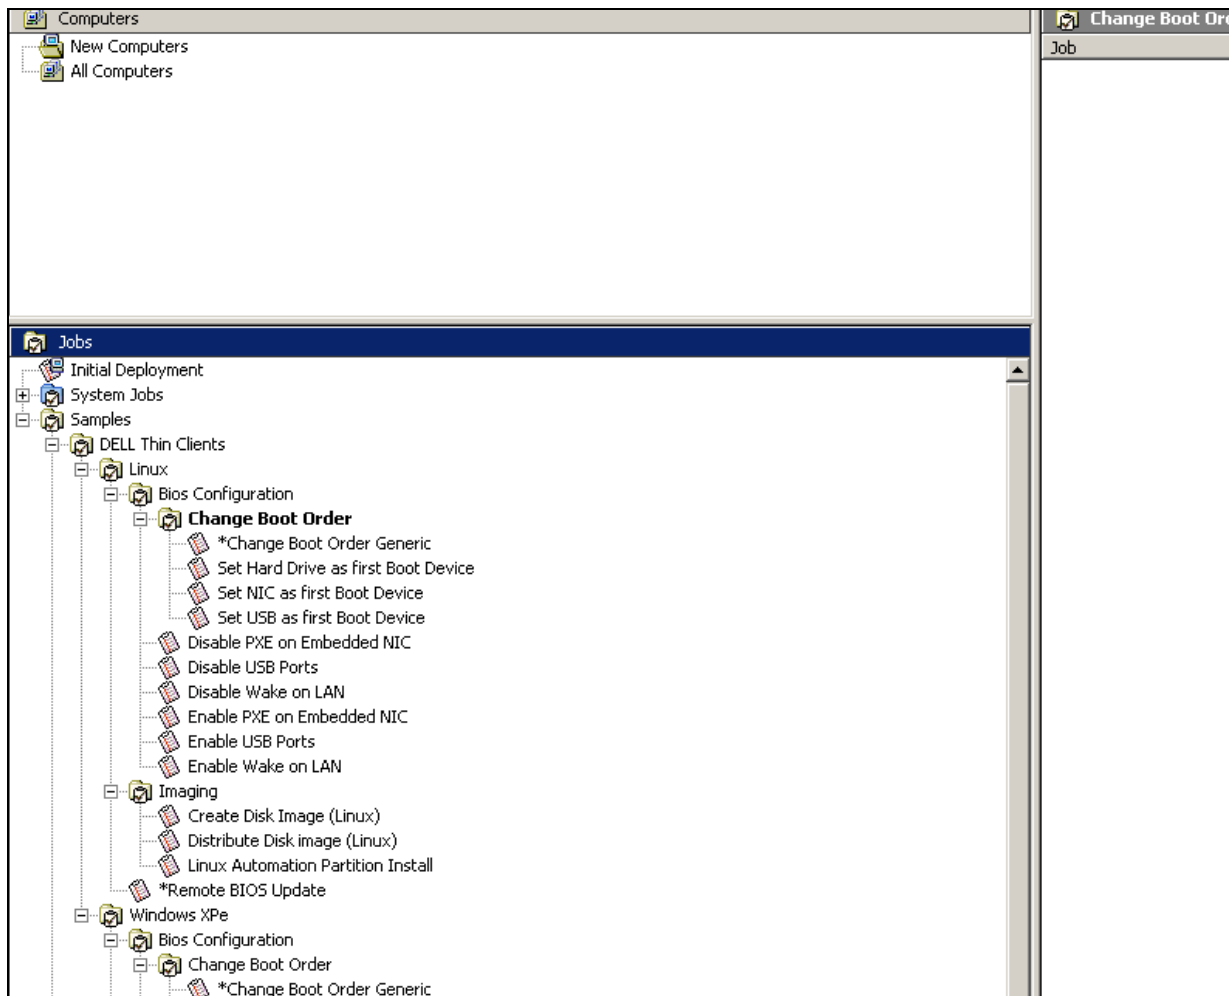 Computers
New Computers
All Computers
Change Boot Ord
Job
Jobs
Initial Deployment
System Jobs
Samples
DELL Thin Clients
Linux
Bios Configuration
Change Boot Order
*Change Boot Order Generic
Set Hard Drive as first Boot Device
Set NIC as first Boot Device
Set USB as first Boot Device
Disable PXE on Embedded NIC
Disable USB Ports
Disable Wake on LAN
Enable PXE on Embedded NIC
Enable USB Ports
Enable Wake on LAN
Imaging
Create Disk Image (Linux)
Distribute Disk image (Linux)
Linux Automation Partition Install
*Remote BIOS Update
Windows XPe
Bios Configuration
Change Boot Order
*Change Boot Order Generic